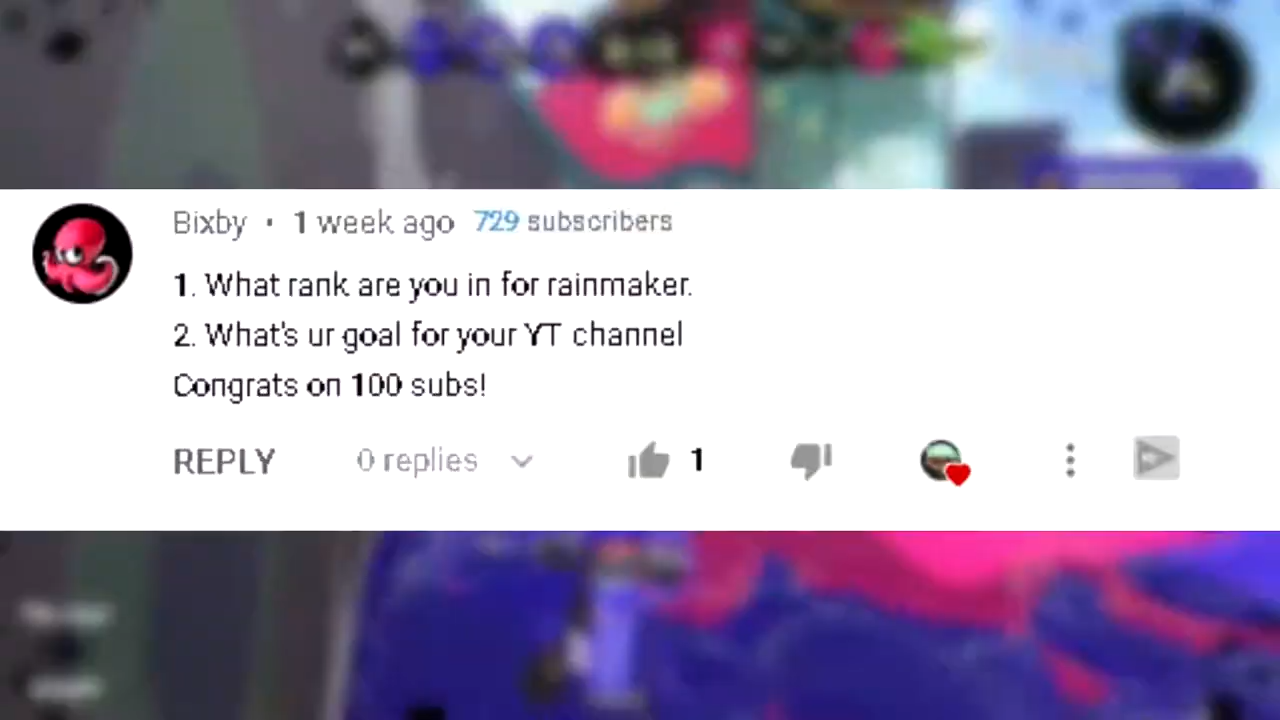 Bixby • 1 week ago 729 subscribers
1. What rank are you in for rainmaker.
2. What's ur goal for your YT channel
Congrats on 100 subs!
REPLY 0 replies 1